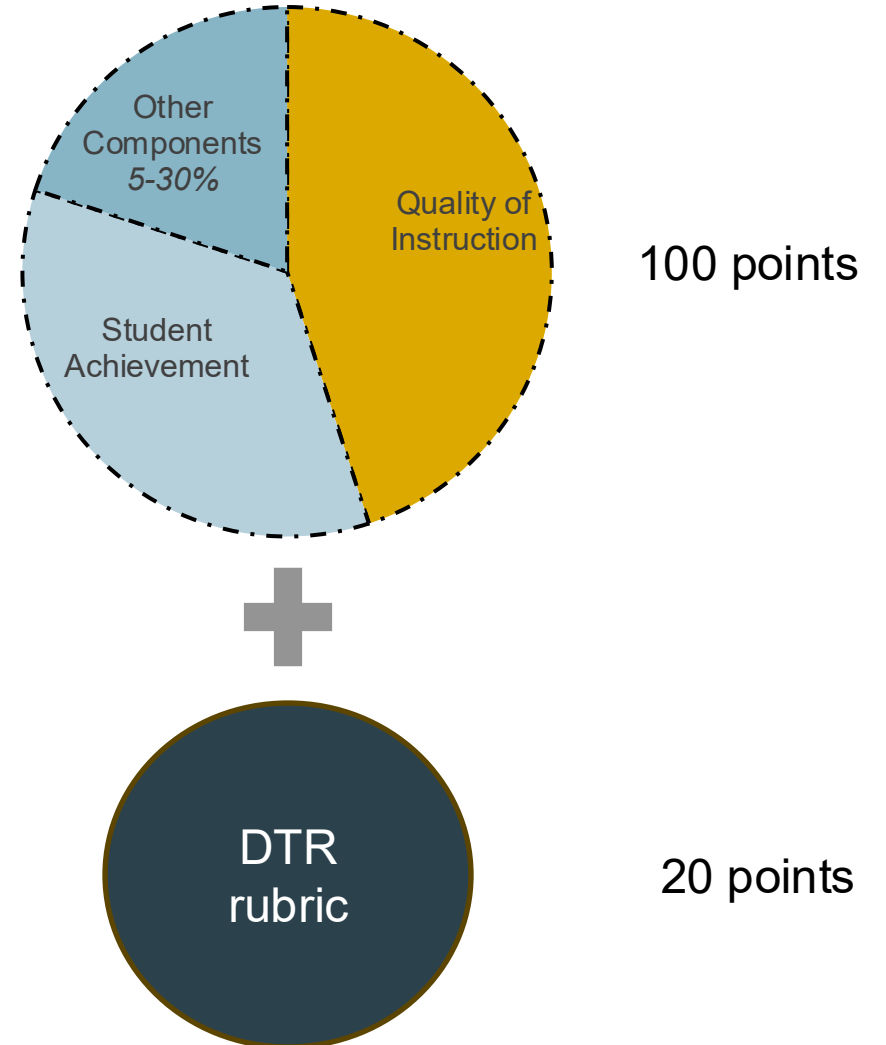 Other
Components
5-30%
Quality of
Instruction
100 points
Student
Achievement
DTR
rubric
20 points